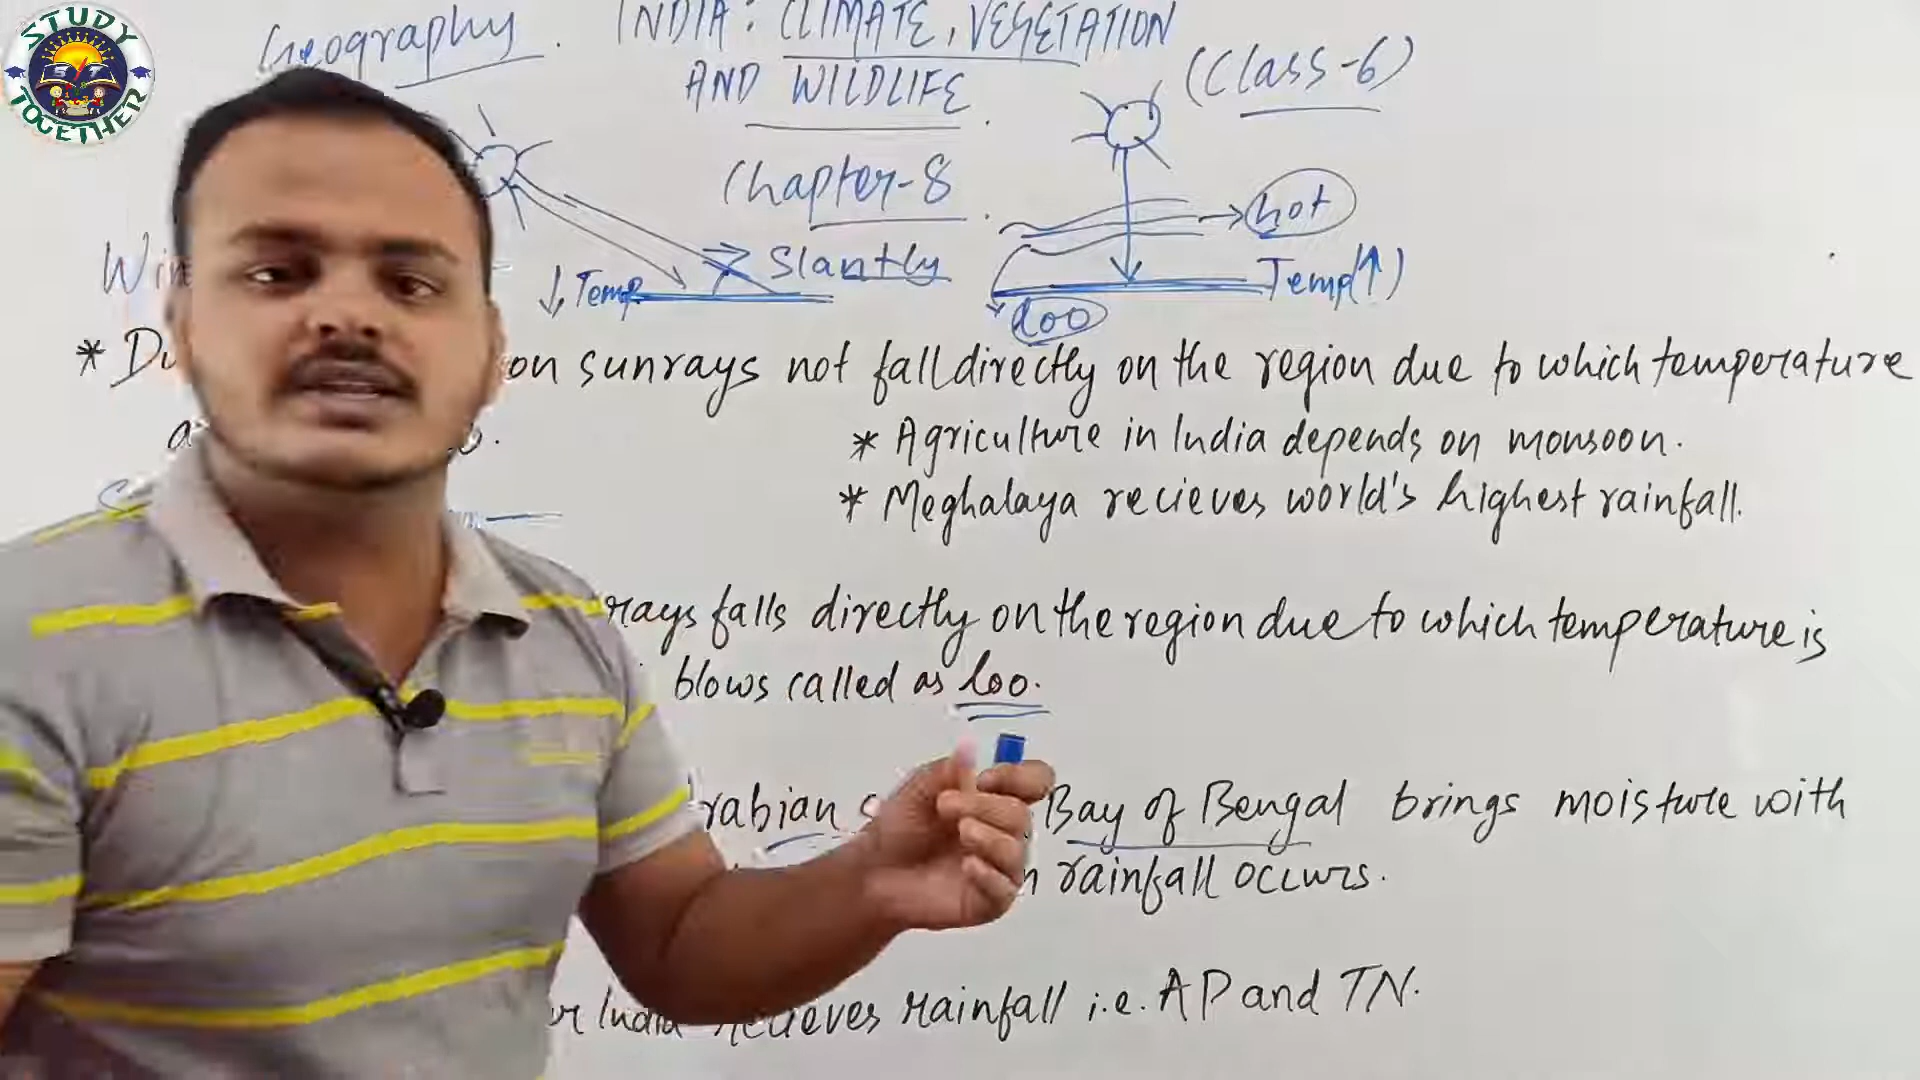 STUDY
S T
TOGETHER
Geography. INDIA: CLIMATE, VEGETATION
AND WILDLIFE. (Class-6)
Chapter-8.
Win
↓ Temp Slantly
hot
Temp(↑)
loo
* Du on sunrays not fall directly on the region due to which temperature
a
* Agriculture in India depends on monsoon.
* Meghalaya recieves world's highest rainfall.
rays falls directly on the region due to which temperature is
blows called as loo.
rabian s Bay of Bengal brings moisture with
n rainfall occurs.
or India recieves rainfall i.e. AP and TN.